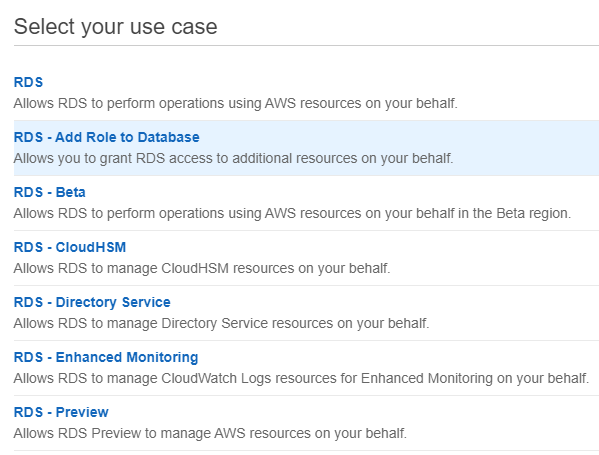 Select your use case
RDS
Allows RDS to perform operations using AWS resources on your behalf.
RDS - Add Role to Database
Allows you to grant RDS access to additional resources on your behalf.
RDS - Beta
Allows RDS to perform operations using AWS resources on your behalf in the Beta region.
RDS - CloudHSM
Allows RDS to manage CloudHSM resources on your behalf.
RDS - Directory Service
Allows RDS to manage Directory Service resources on your behalf.
RDS - Enhanced Monitoring
Allows RDS to manage CloudWatch Logs resources for Enhanced Monitoring on your behalf.
RDS - Preview
Allows RDS Preview to manage AWS resources on your behalf.